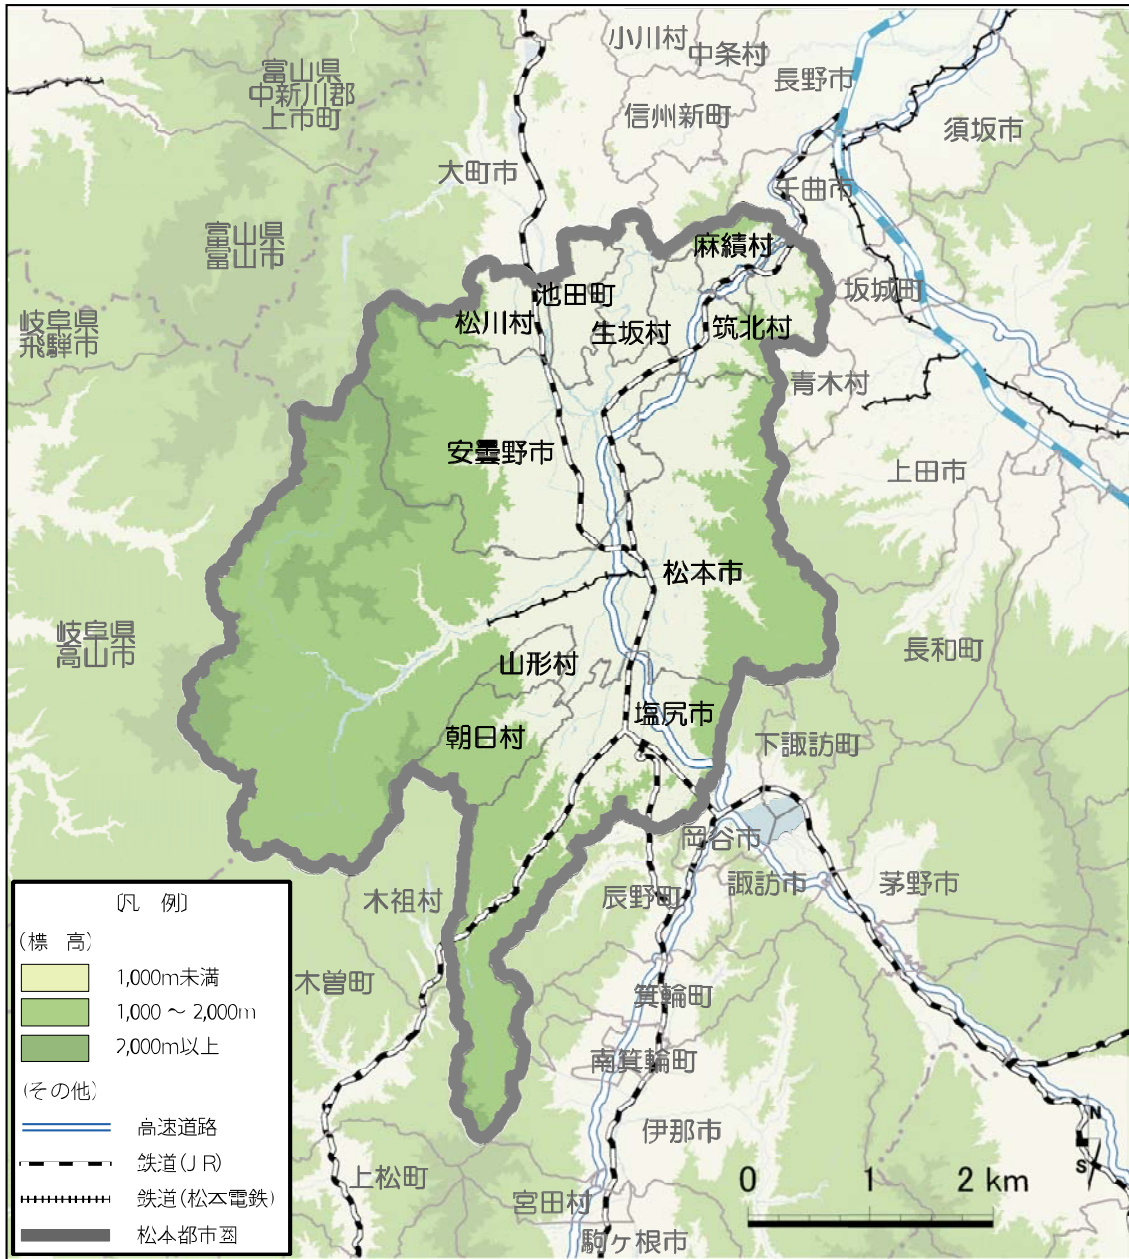 小川村
中条村
長野市
富山県
中新川郡
上市町
信州新町
須坂市
大町市
千曲市
富山県
富山市
麻績村
坂城町
池田町
岐阜県
飛騨市
松川村
生坂村
筑北村
青木村
安曇野市
上田市
松本市
岐阜県
高山市
長和町
山形村
塩尻市
朝日村
下諏訪町
岡谷市
諏訪市
茅野市
木祖村
辰野町
木曽町
箕輪町
南箕輪町
伊那市
上松町
宮田村
駒ヶ根市
[凡 例]
(標 高)
1,000m未満
1,000 ～ 2,000m
2,000m以上
(その他)
高速道路
鉄道(ＪＲ)
鉄道(松本電鉄)
松本都市圏
N
S
0 1 2 km